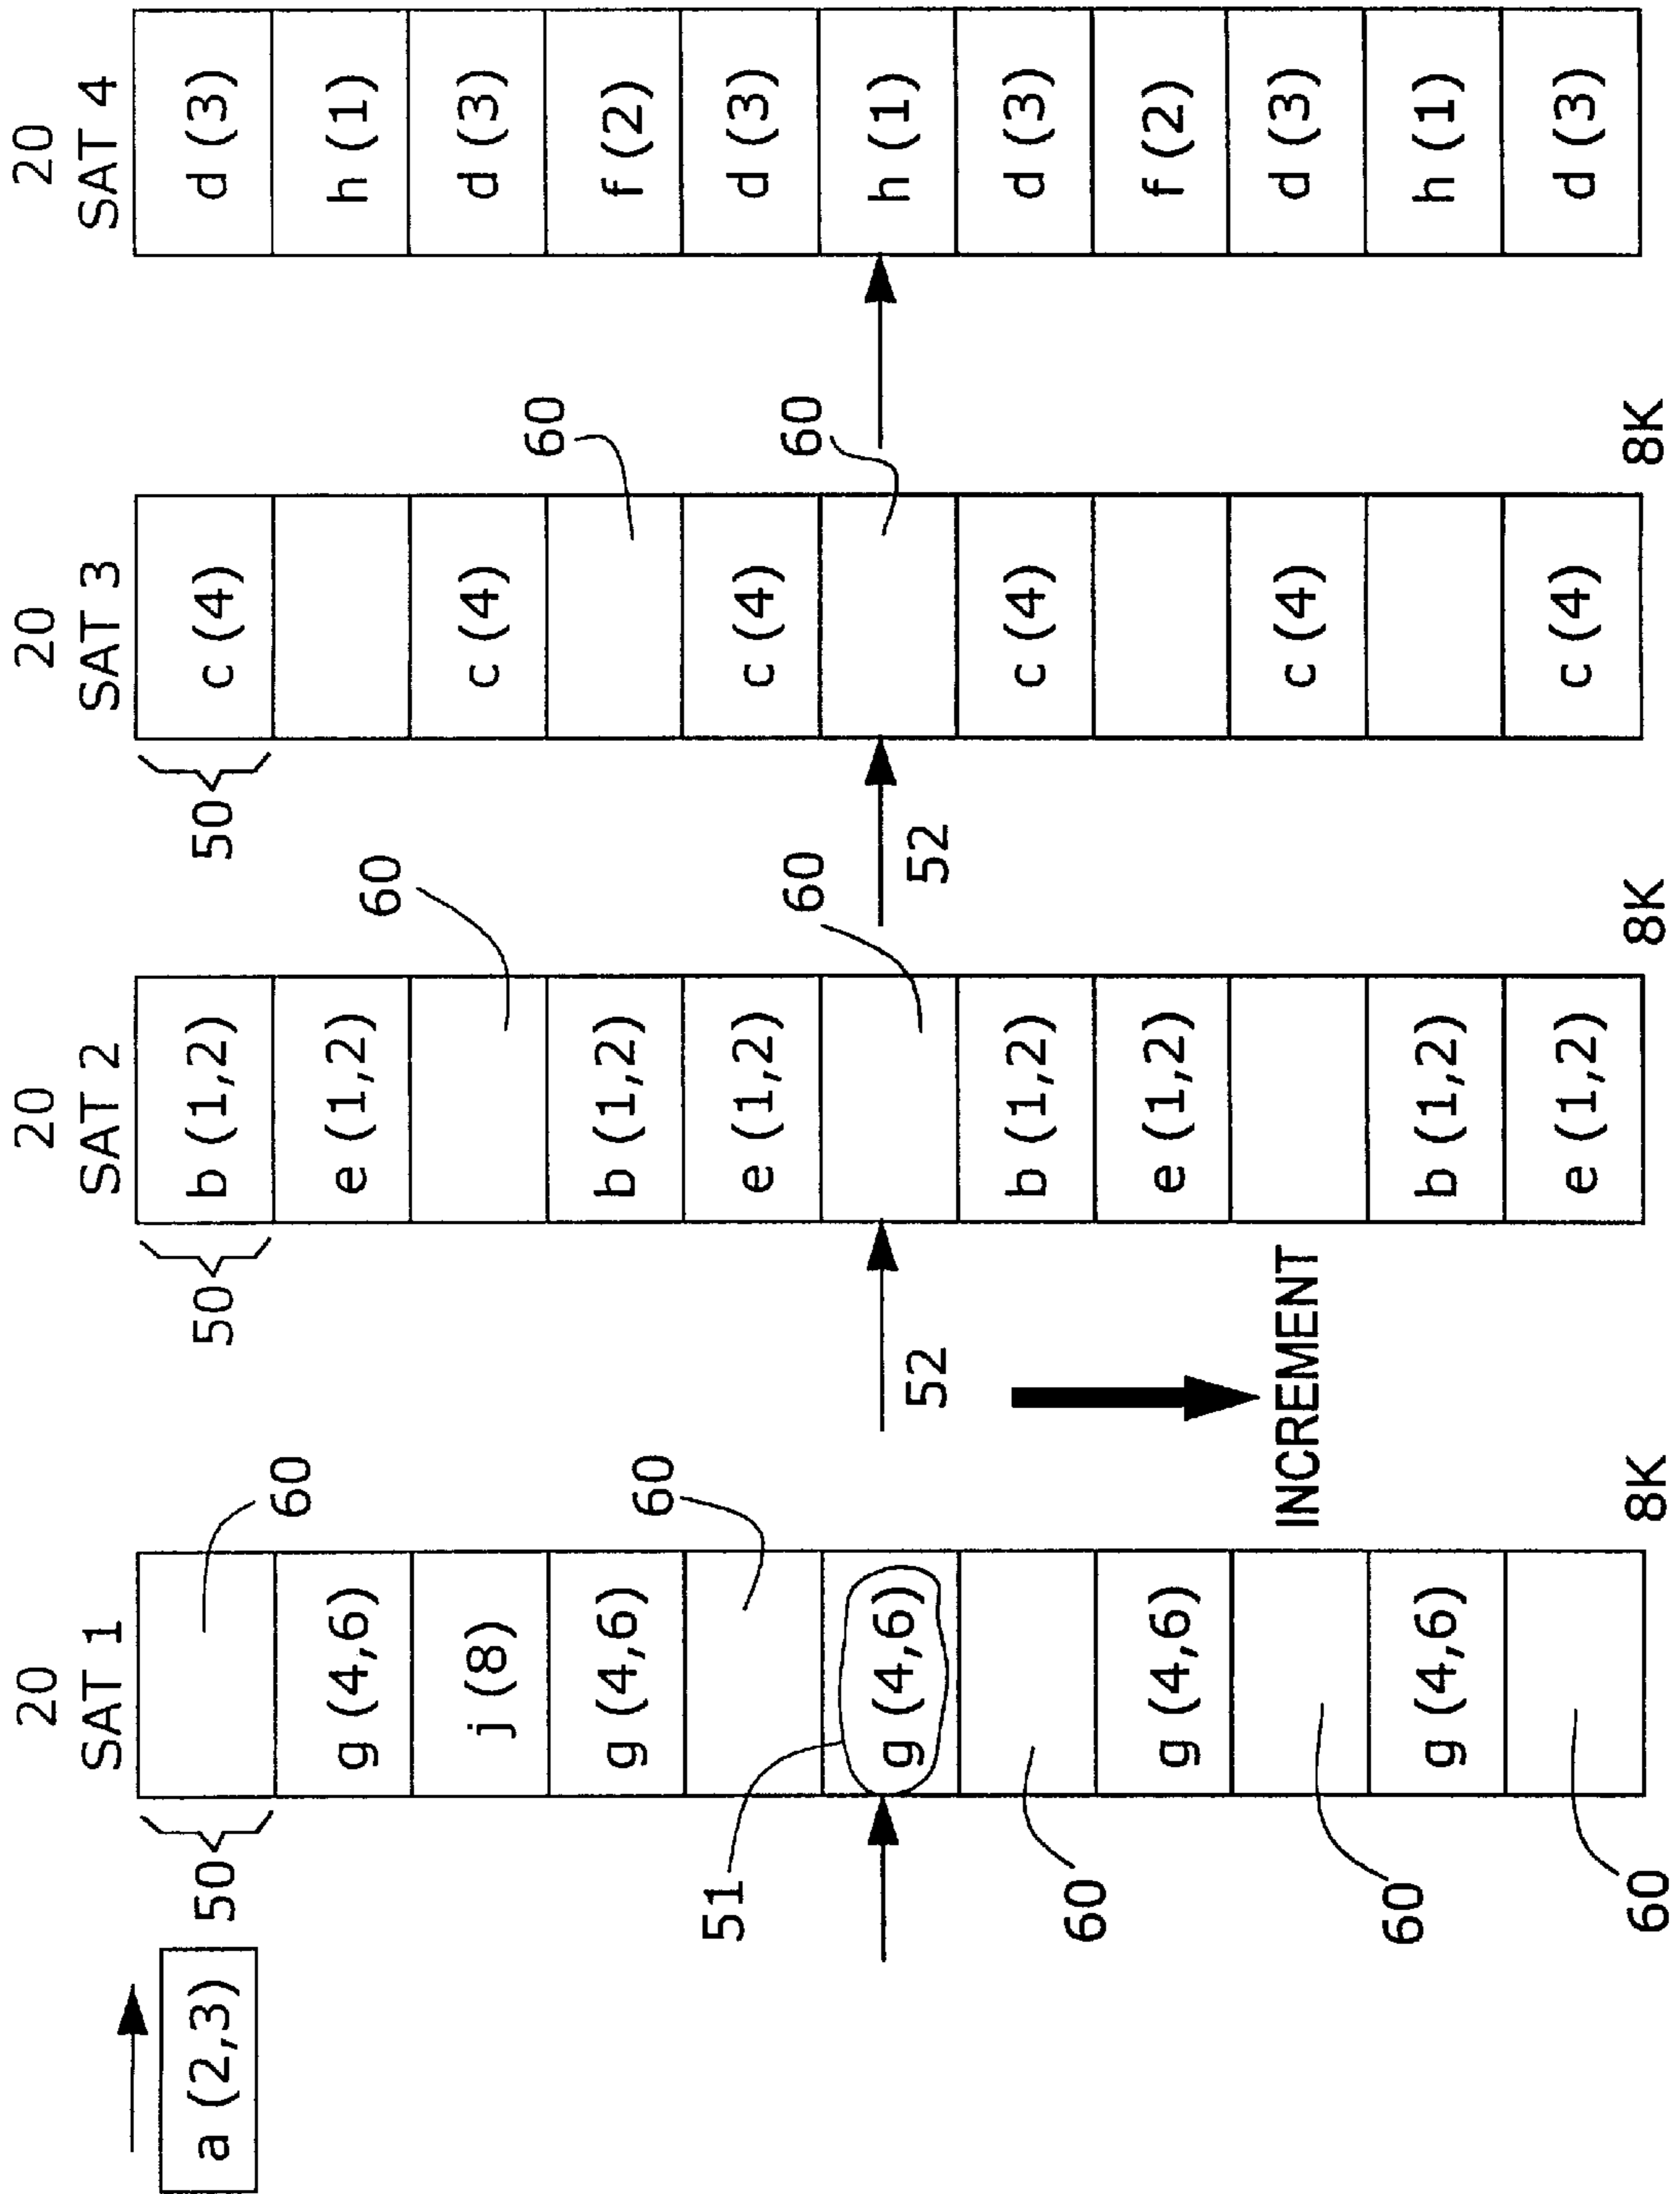 a (2,3)
20
SAT 1
50
60
g (4,6)
j (8)
g (4,6)
60
51
g (4,6)
60
g (4,6)
60
g (4,6)
60
8K
52
INCREMENT
20
SAT 2
50
b (1,2)
e (1,2)
60
b (1,2)
e (1,2)
60
b (1,2)
e (1,2)
b (1,2)
e (1,2)
8K
52
20
SAT 3
50
c (4)
c (4)
60
c (4)
60
c (4)
c (4)
c (4)
8K
20
SAT 4
d (3)
h (1)
d (3)
f (2)
d (3)
h (1)
d (3)
f (2)
d (3)
h (1)
d (3)